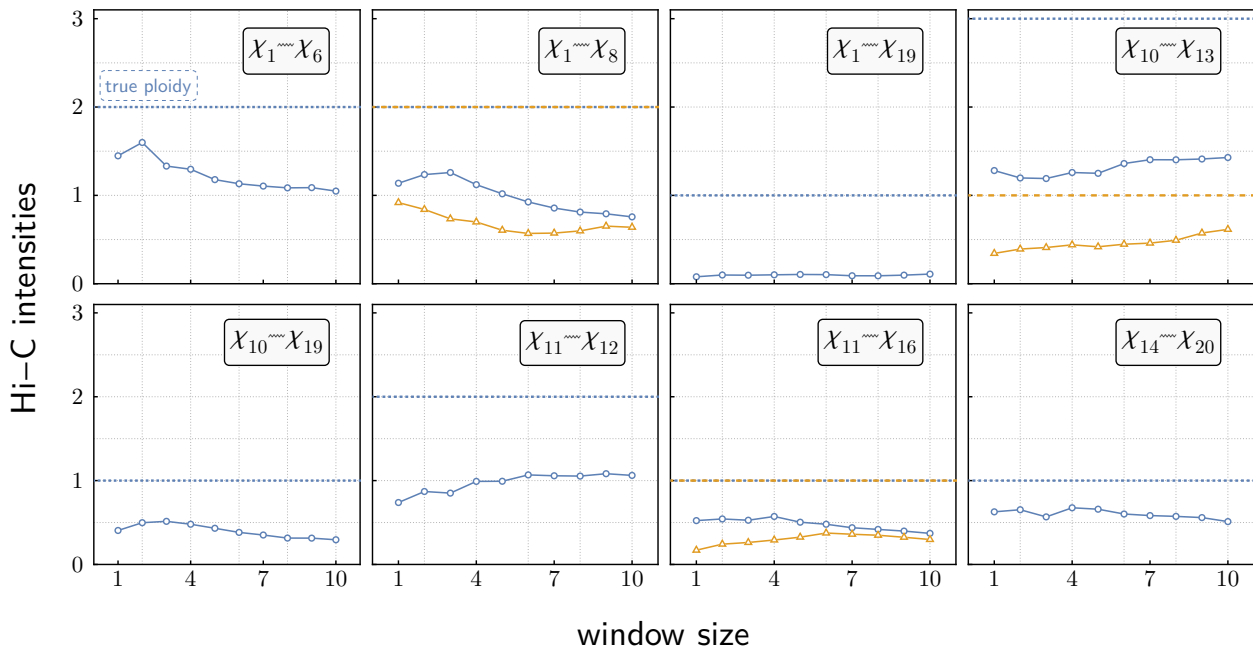 3
χ1~χ6
χ1~χ8
χ1~χ19
χ10~χ13
true ploidy
2
1
0
Hi-C intensities
3
χ10~χ19
χ11~χ12
χ11~χ16
χ14~χ20
2
1
0
1 4 7 10 1 4 7 10 1 4 7 10 1 4 7 10
window size